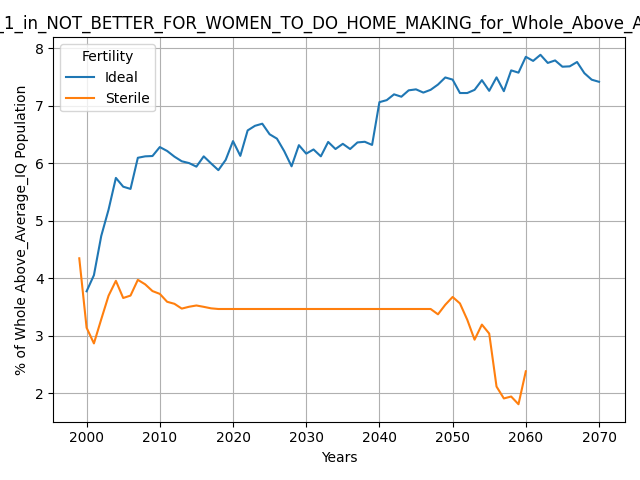 _1_in_NOT_BETTER_FOR_WOMEN_TO_DO_HOME_MAKING_for_Whole_Above_A
Fertility
Ideal
Sterile
% of Whole Above_Average_IQ Population
8
7
6
5
4
3
2
2000 2010 2020 2030 2040 2050 2060 2070
Years